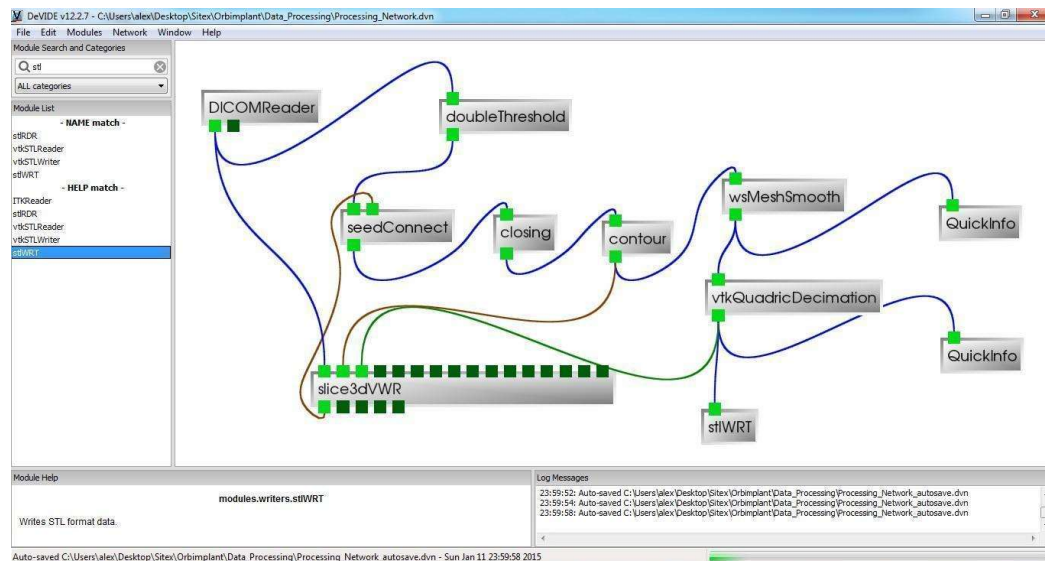 DeVIDE v12.2.7 - C:\Users\alex\Desktop\Sitex\Orbimplant\Data_Processing\Processing_Network.dvn
File Edit Modules Network Window Help
Module Search and Categories
stl
ALL categories
Module List
- NAME match -
stlRDR
vtkSTLReader
vtkSTLWriter
stlWRT
- HELP match -
ITKReader
stlRDR
vtkSTLReader
vtkSTLWriter
stlWRT
DICOMReader
doubleThreshold
seedConnect
closing
contour
wsMeshSmooth
QuickInfo
vtkQuadricDecimation
QuickInfo
slice3dVWR
stlWRT
Module Help
modules.writers.stlWRT
Writes STL format data.
Log Messages
23:59:52: Auto-saved C:\Users\alex\Desktop\Sitex\Orbimplant\Data_Processing\Processing_Network_autosave.dvn
23:59:54: Auto-saved C:\Users\alex\Desktop\Sitex\Orbimplant\Data_Processing\Processing_Network_autosave.dvn
23:59:58: Auto-saved C:\Users\alex\Desktop\Sitex\Orbimplant\Data_Processing\Processing_Network_autosave.dvn
Auto-saved C:\Users\alex\Desktop\Sitex\Orbimplant\Data_Processing\Processing_Network_autosave.dvn - Sun Jan 11 23:59:58 2015